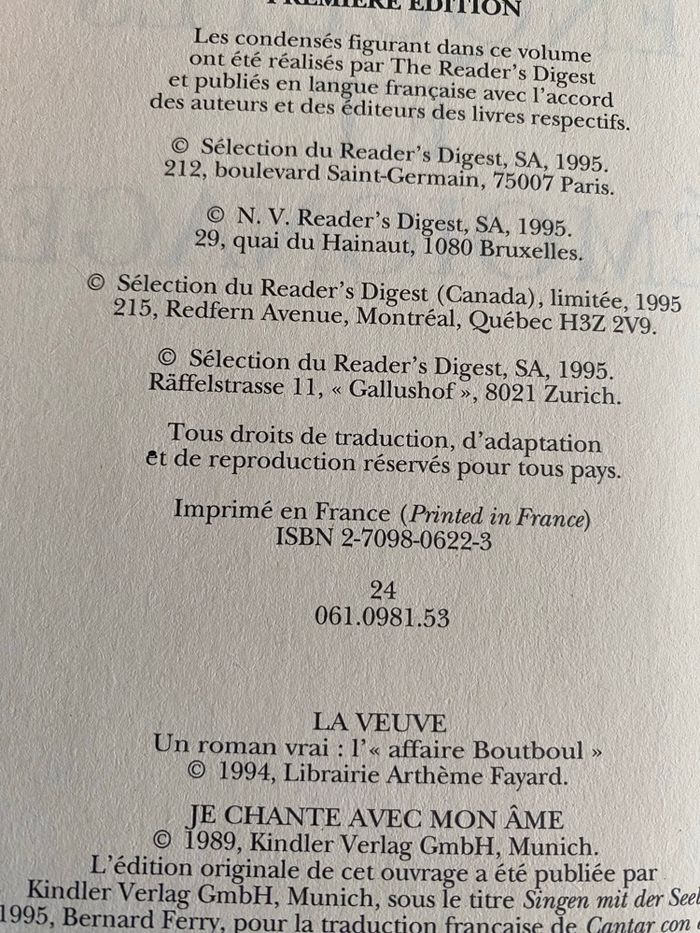 PREMIÈRE ÉDITION
Les condensés figurant dans ce volume
ont été réalisés par The Reader's Digest
et publiés en langue française avec l'accord
des auteurs et des éditeurs des livres respectifs.
© Sélection du Reader's Digest, SA, 1995.
212, boulevard Saint-Germain, 75007 Paris.
© N. V. Reader's Digest, SA, 1995.
29, quai du Hainaut, 1080 Bruxelles.
© Sélection du Reader's Digest (Canada), limitée, 1995
215, Redfern Avenue, Montréal, Québec H3Z 2V9.
© Sélection du Reader's Digest, SA, 1995.
Räffelstrasse 11, « Gallushof », 8021 Zurich.
Tous droits de traduction, d'adaptation
et de reproduction réservés pour tous pays.
Imprimé en France (Printed in France)
ISBN 2-7098-0622-3
24
061.0981.53
LA VEUVE
Un roman vrai : l'« affaire Boutboul »
© 1994, Librairie Arthème Fayard.
JE CHANTE AVEC MON ÂME
© 1989, Kindler Verlag GmbH, Munich.
L'édition originale de cet ouvrage a été publiée par
Kindler Verlag GmbH, Munich, sous le titre Singen mit der Seel
1995, Bernard Ferry, pour la traduction française de Cantar con